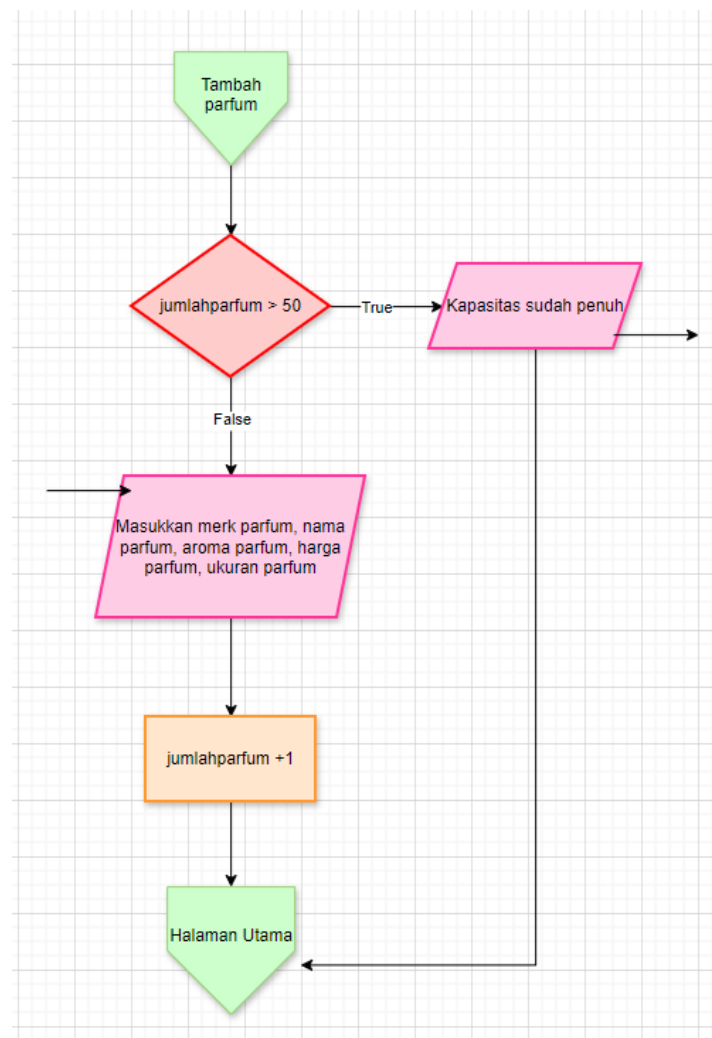 Tambah
parfum
jumlahparfum > 50
True
Kapasitas sudah penuh
False
Masukkan merk parfum, nama
parfum, aroma parfum, harga
parfum, ukuran parfum
jumlahparfum +1
Halaman Utama